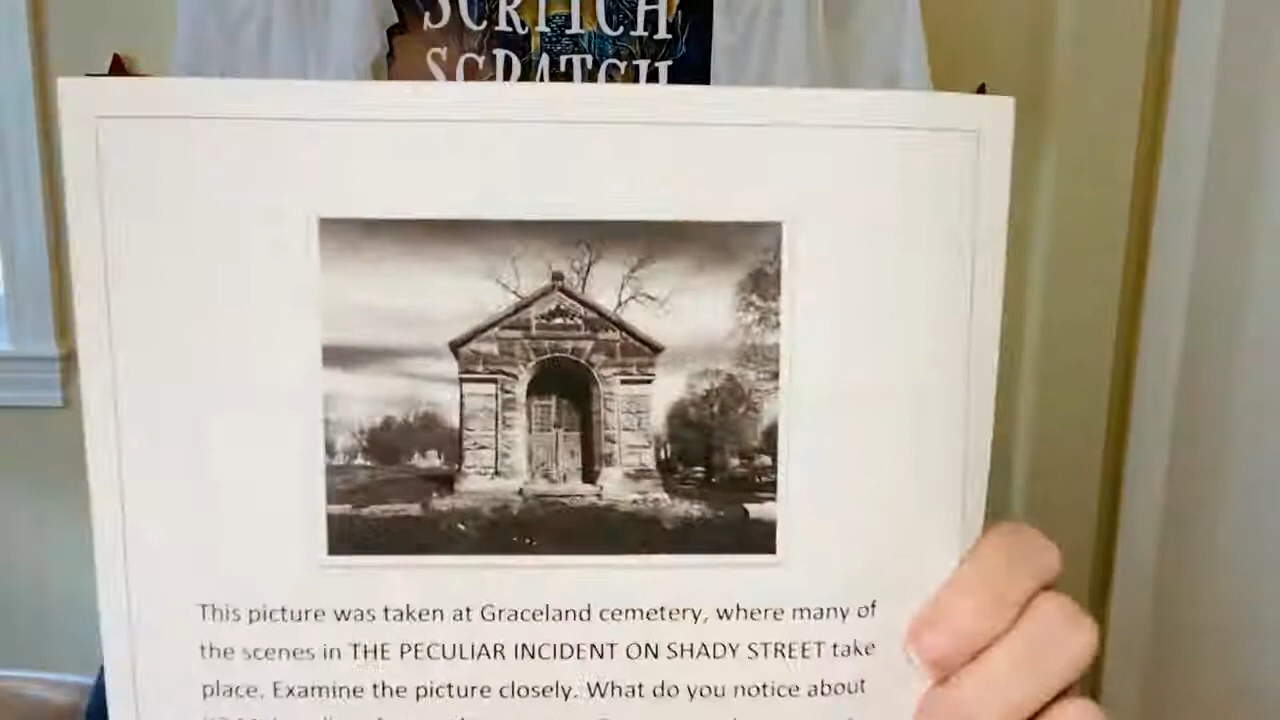 SCRITCH
SCRATCH
This picture was taken at Graceland cemetery, where many of
the scenes in THE PECULIAR INCIDENT ON SHADY STREET take
place. Examine the picture closely. What do you notice about